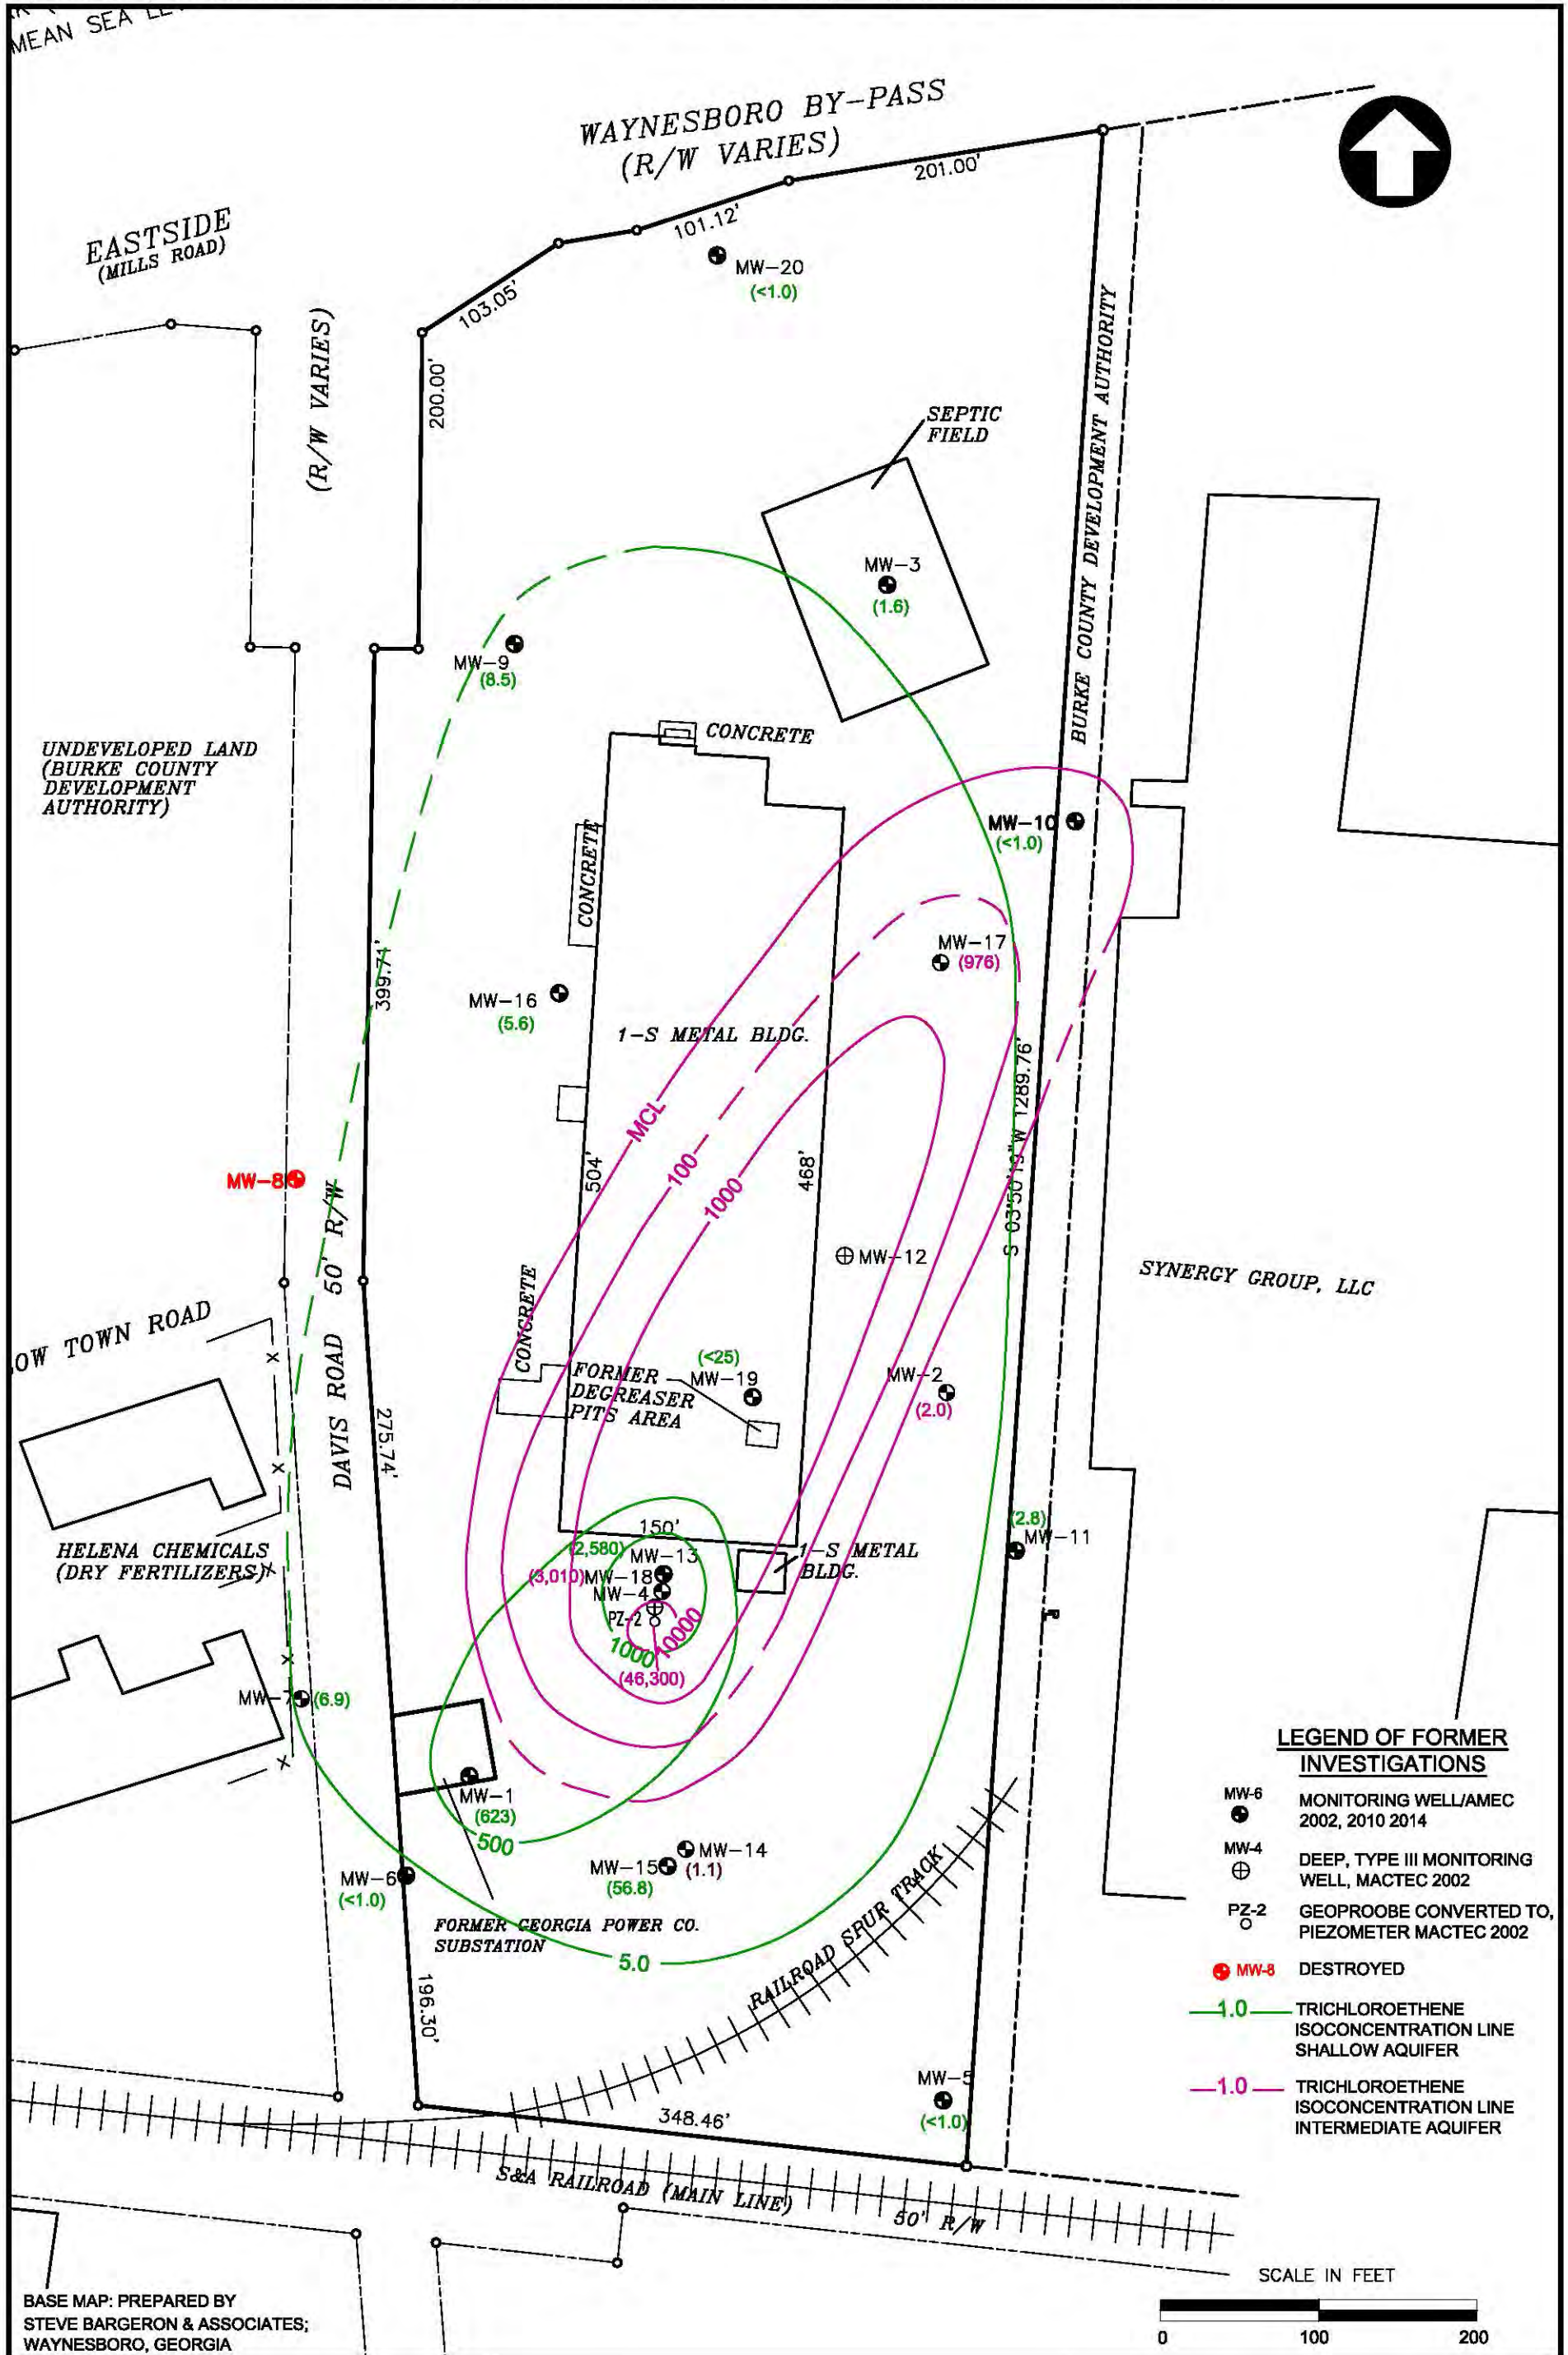 MEAN SEA
WAYNESBORO BY-PASS
(R/W VARIES)
201.00'
101.12'
EASTSIDE
(MILLS ROAD)
103.05'
MW-20
(<1.0)
(R/W VARIES)
200.00'
SEPTIC
FIELD
BURKE COUNTY DEVELOPMENT AUTHORITY
MW-3
(1.6)
MW-9
(8.5)
CONCRETE
UNDEVELOPED LAND
(BURKE COUNTY
DEVELOPMENT
AUTHORITY)
CONCRETE
MW-10
(<1.0)
399.71'
MW-17
(976)
MW-16
(5.6)
1-S METAL BLDG.
S 03°50'19" W 1289.76'
MCL
100
1000
504'
468'
MW-8
DAVIS ROAD 50' R/W
MW-12
SYNERGY GROUP, LLC
OW TOWN ROAD
CONCRETE
FORMER
DEGREASER
PITS AREA
(<25)
MW-19
MW-2
(2.0)
275.74'
150'
(2.8)
MW-11
HELENA CHEMICALS
(DRY FERTILIZERS)
(2,580)
MW-13
(3,010)
MW-18
MW-4
PZ-2
1-S METAL
BLDG.
1000
10000
(46,300)
MW-7
(6.9)
MW-1
(623)
500
MW-14
MW-15
(1.1)
(56.8)
MW-6
(<1.0)
FORMER GEORGIA POWER CO.
SUBSTATION
5.0
RAILROAD SPUR TRACK
196.30'
MW-5
(<1.0)
348.46'
S&A RAILROAD (MAIN LINE)
50' R/W
LEGEND OF FORMER
INVESTIGATIONS
MW-6
MONITORING WELL/AMEC
2002, 2010 2014
MW-4
DEEP, TYPE III MONITORING
WELL, MACTEC 2002
PZ-2
GEOPROOBE CONVERTED TO,
PIEZOMETER MACTEC 2002
MW-8 DESTROYED
1.0 TRICHLOROETHENE
ISOCONCENTRATION LINE
SHALLOW AQUIFER
1.0 TRICHLOROETHENE
ISOCONCENTRATION LINE
INTERMEDIATE AQUIFER
SCALE IN FEET
0 100 200
BASE MAP: PREPARED BY
STEVE BARGERON & ASSOCIATES;
WAYNESBORO, GEORGIA